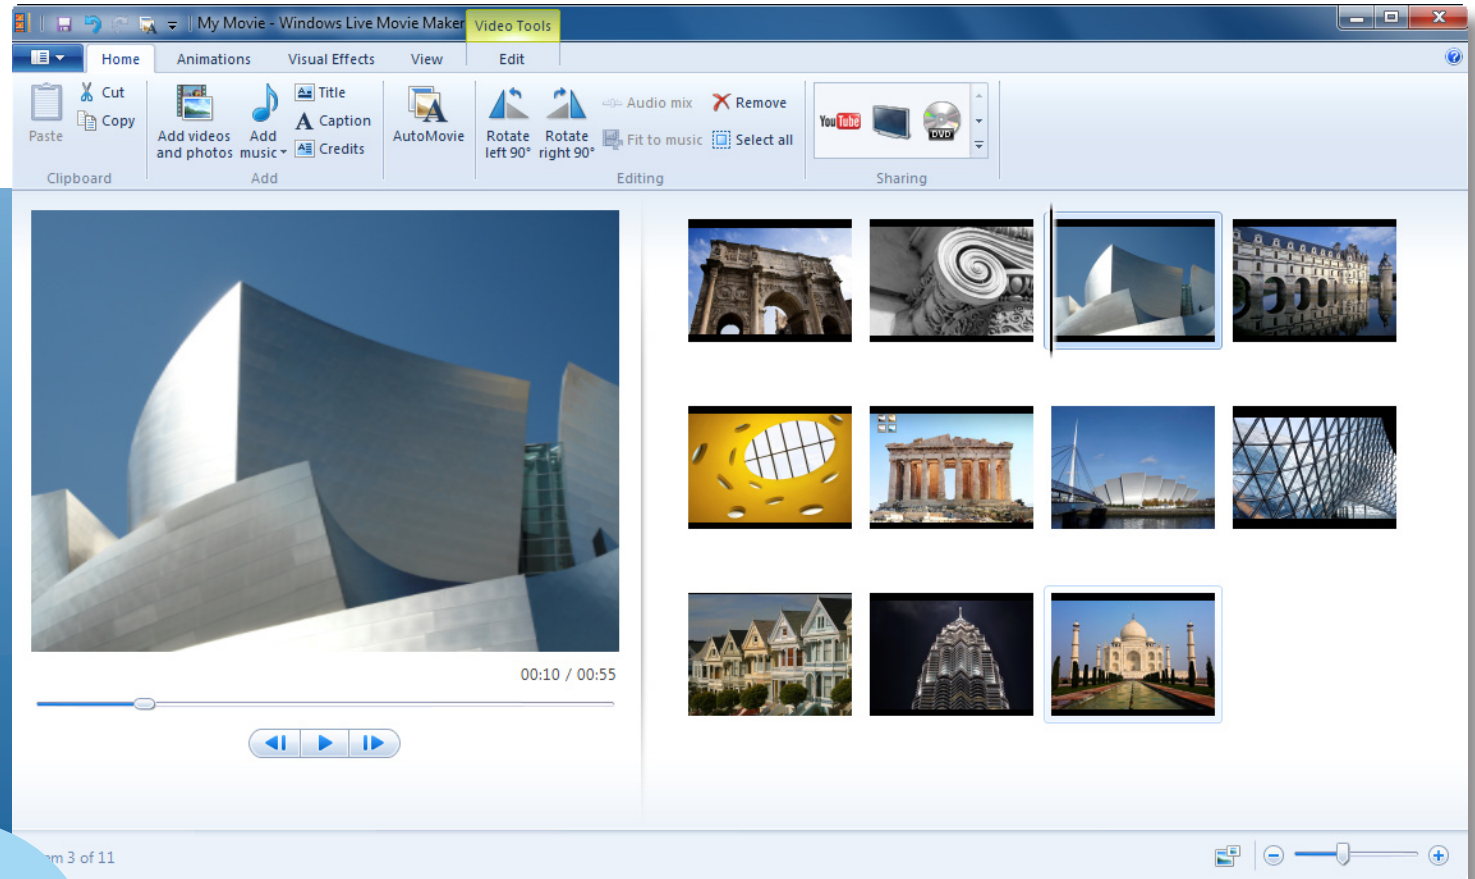 My Movie - Windows Live Movie Maker
Video Tools
Home
Animations
Visual Effects
View
Edit
Paste
Cut
Copy
Clipboard
Add videos
and photos
Add
music
Title
Caption
Credits
Add
AutoMovie
Rotate
left 90°
Rotate
right 90°
Audio mix
Fit to music
Remove
Select all
Editing
YouTube
DVD
Sharing
00:10 / 00:55
3 of 11